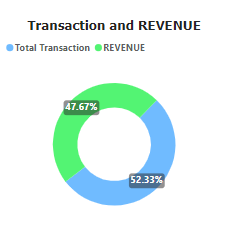 Transaction and REVENUE
Total Transaction REVENUE
47.67%
52.33%